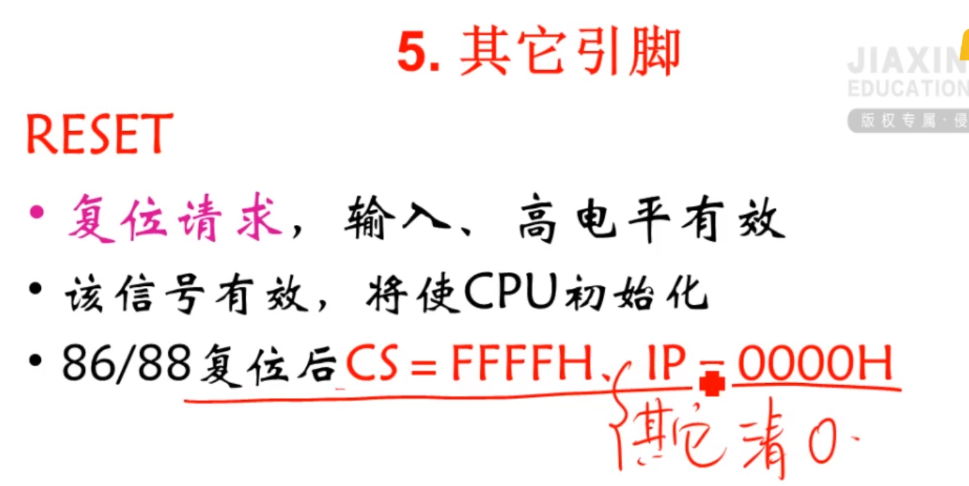 5. 其它引脚
JIAXIN
EDUCATION
版权专属·侵
RESET
• 复位请求，输入、高电平有效
• 该信号有效，将使CPU初始化
• 86/88复位后CS = FFFFH、IP = 0000H
其它清0.